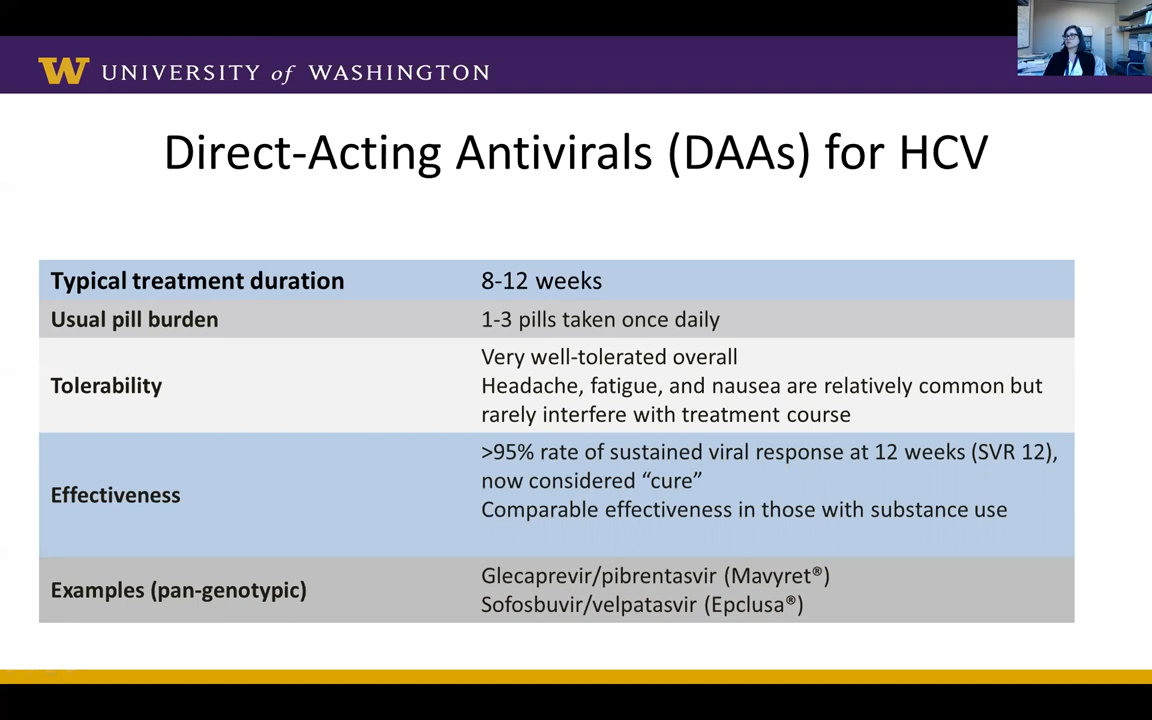 W UNIVERSITY of WASHINGTON
Direct-Acting Antivirals (DAAs) for HCV
Typical treatment duration 8-12 weeks
Usual pill burden 1-3 pills taken once daily
Tolerability Very well-tolerated overall
Headache, fatigue, and nausea are relatively common but
rarely interfere with treatment course
Effectiveness >95% rate of sustained viral response at 12 weeks (SVR 12),
now considered “cure”
Comparable effectiveness in those with substance use
Examples (pan-genotypic) Glecaprevir/pibrentasvir (Mavyret®)
Sofosbuvir/velpatasvir (Epclusa®)